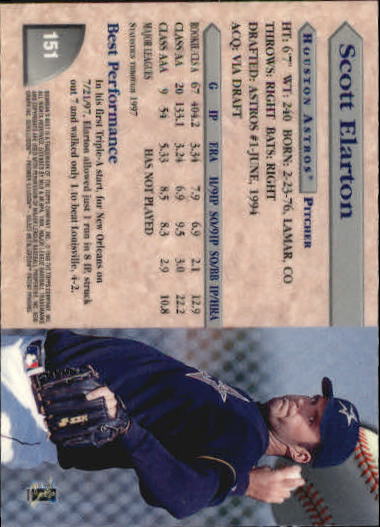 Scott Elarton
HOUSTON ASTROS® PITCHER
HT: 6'7" WT: 240 BORN: 2-23-76, LAMAR, CO
THROWS: RIGHT BATS: RIGHT
DRAFTED: ASTROS #1-JUNE, 1994
ACQ: VIA DRAFT
G IP ERA H/9IP SO/9IP SO/BB IP/HRA
ROOKIE/CLS A 67 404.2 3.34 7.9 6.9 2.1 12.9
CLASS AA 20 133.1 3.24 6.9 9.5 3.0 22.2
CLASS AAA 9 54 5.33 8.5 8.3 2.9 10.8
MAJOR LEAGUES HAS NOT PLAYED
STATISTICS THROUGH 1997
Best Performance
In his first Triple-A start, for New Orleans on
7/21/97, Elarton allowed just 1 run in 8 IP, struck
out 7 and walked only 1 to beat Louisville, 4-2.
151